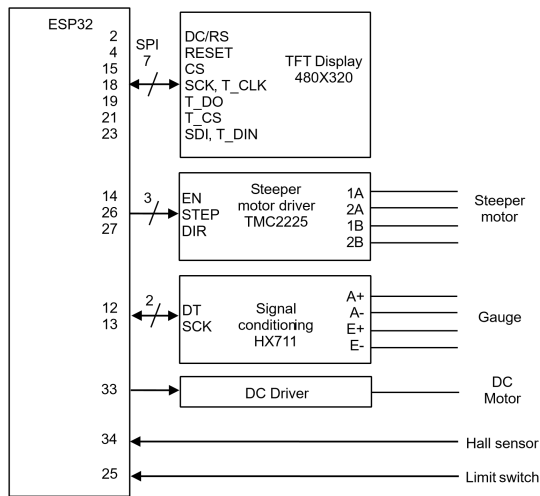 ESP32
2
4
15
18
19
21
23
SPI
7
DC/RS
RESET
CS
SCK, T_CLK
T_DO
T_CS
SDI, T_DIN
TFT Display
480X320
14
26
27
3
EN
STEP
DIR
Steeper
motor driver
TMC2225
1A
2A
1B
2B
Steeper
motor
12
13
2
DT
SCK
Signal
conditioning
HX711
A+
A-
E+
E-
Gauge
33
DC Driver
DC
Motor
34
Hall sensor
25
Limit switch